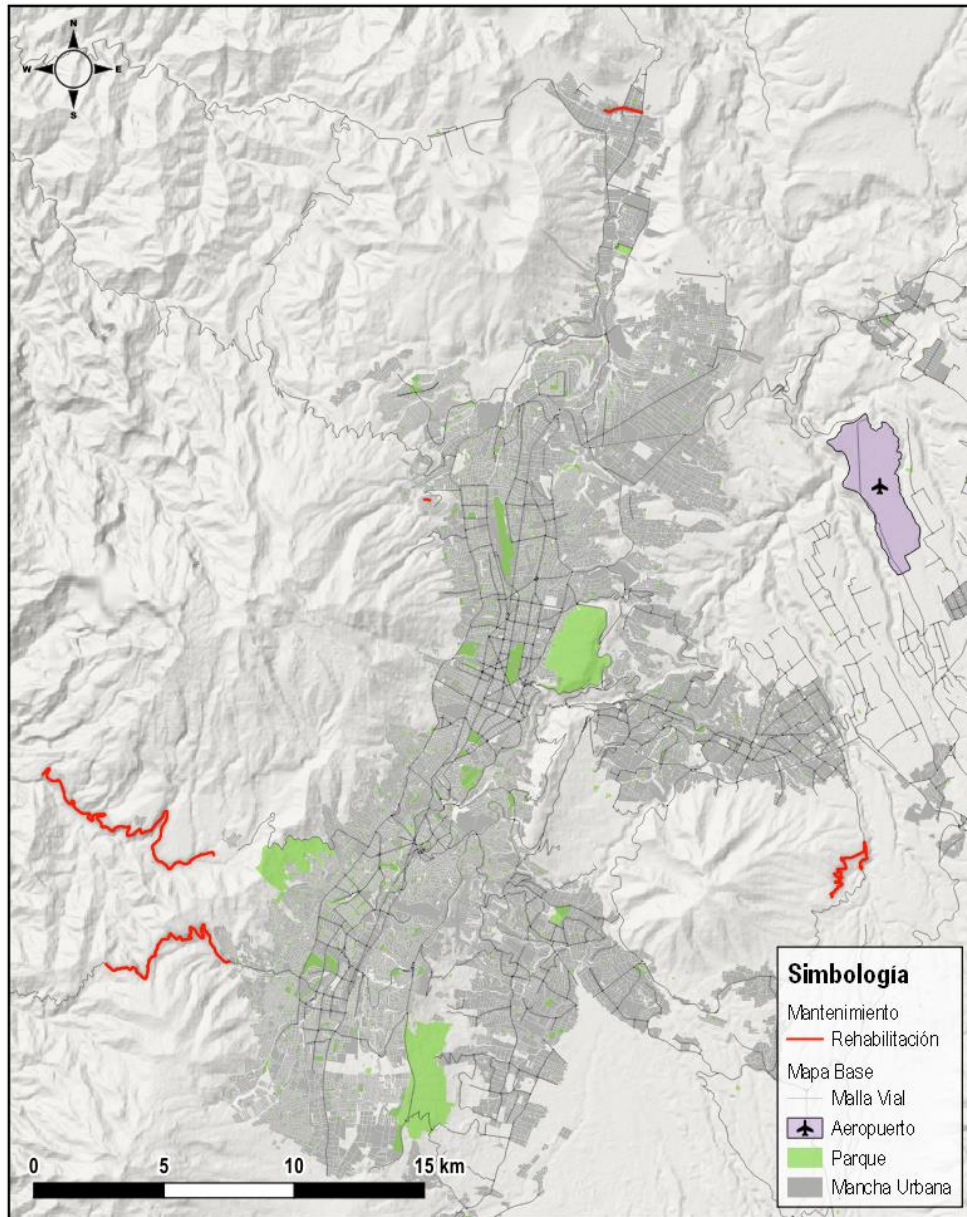 N
W E
S
Simbología
Mantenimiento
Rehabilitación
Mapa Base
Malla Vial
Aeropuerto
Parque
Mancha Urbana
0 5 10 15 km